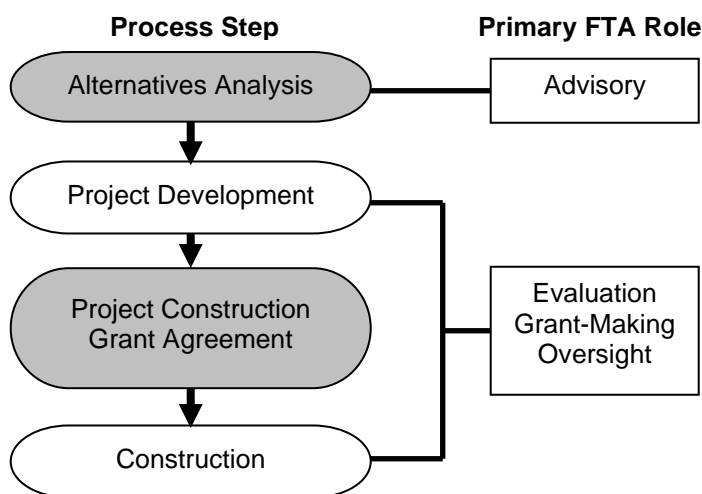 Process Step
Primary FTA Role
Alternatives Analysis
Advisory
Project Development
Project Construction
Grant Agreement
Evaluation
Grant-Making
Oversight
Construction